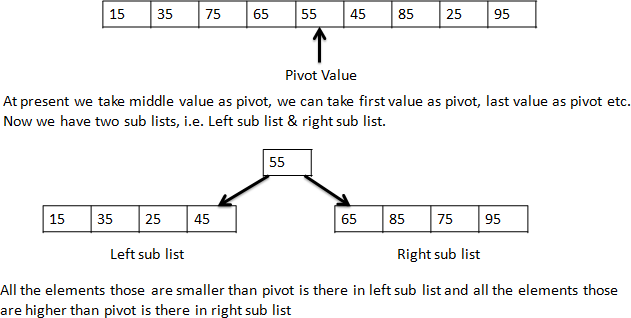 15 35 75 65 55 45 85 25 95
Pivot Value
At present we take middle value as pivot, we can take first value as pivot, last value as pivot etc.
Now we have two sub lists, i.e. Left sub list & right sub list.
55
15 35 25 45 65 85 75 95
Left sub list Right sub list
All the elements those are smaller than pivot is there in left sub list and all the elements those
are higher than pivot is there in right sub list